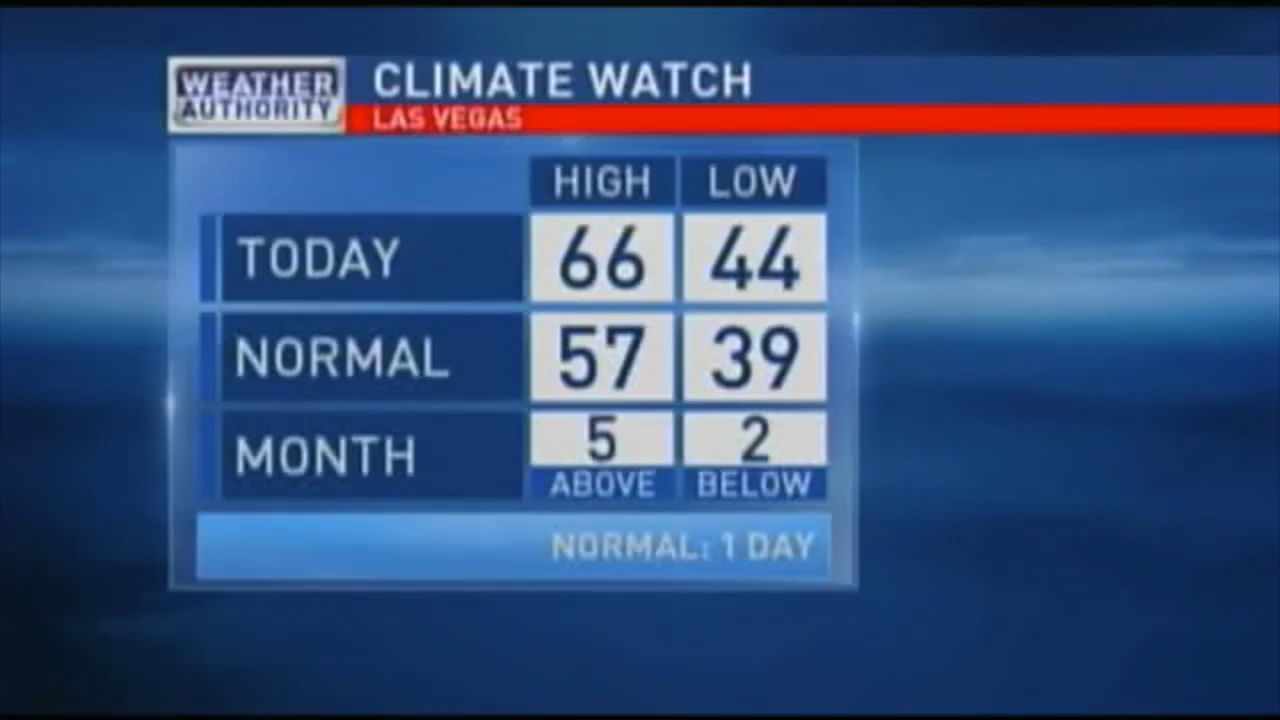 WEATHER
AUTHORITY
CLIMATE WATCH
LAS VEGAS
HIGH LOW
TODAY 66 44
NORMAL 57 39
MONTH 5 2
ABOVE BELOW
NORMAL: 1 DAY